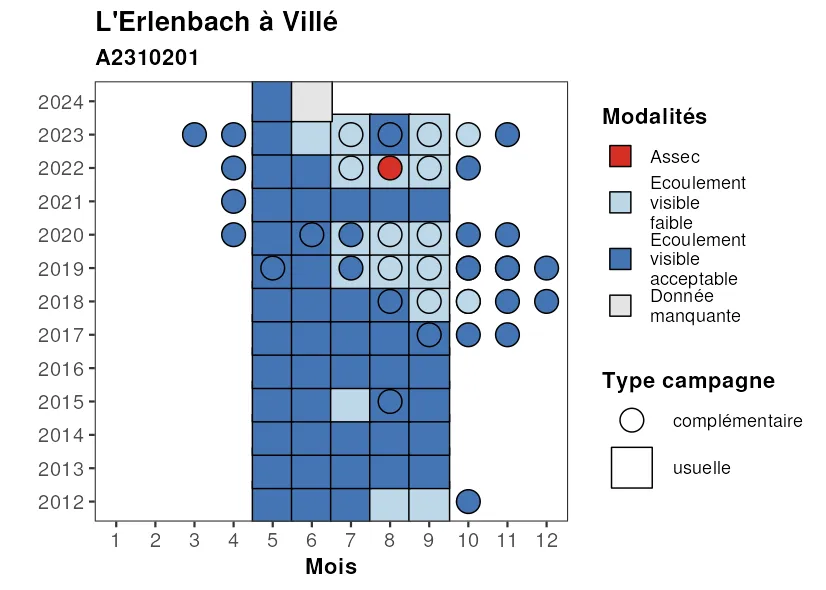 L'Erlenbach à Villé
A2310201
2024
2023
2022
2021
2020
2019
2018
2017
2016
2015
2014
2013
2012
1 2 3 4 5 6 7 8 9 10 11 12
Mois
Modalités
Assec
Ecoulement
visible
faible
Ecoulement
visible
acceptable
Donnée
manquante
Type campagne
complémentaire
usuelle